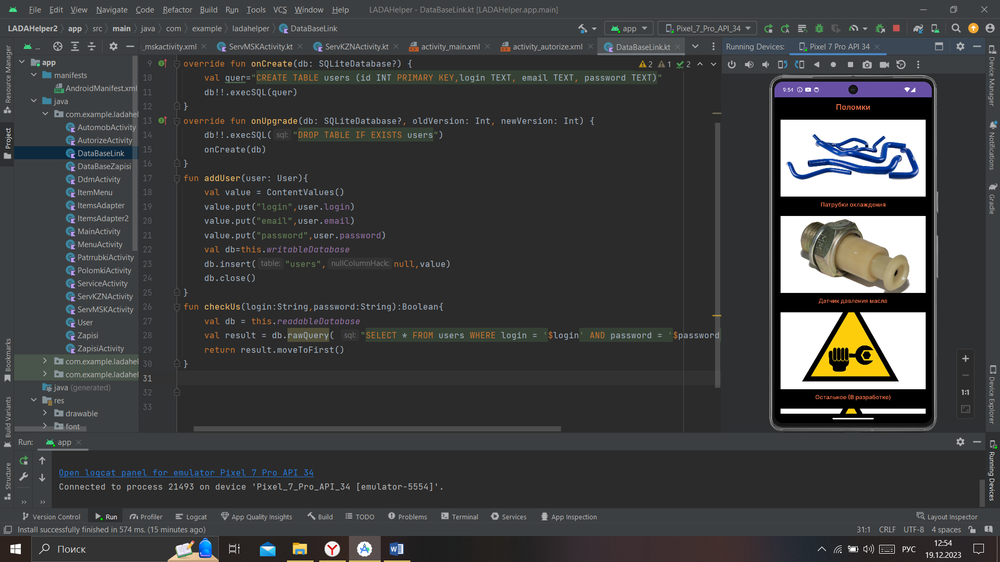 File Edit View Navigate Code Refactor Build Run Tools VCS Window Help LADAHelper - DataBaseLink.kt [LADAHelper.app.main]
LADAHelper2 app src main java com example ladahelper DataBaseLink app Pixel_7_Pro_API_34
... _mskactivity.xml ServMSKActivity.kt ServKZNActivity.kt activity_main.xml activity_autorize.xml DataBaseLink.kt Running Devices: Pixel 7 Pro API 34
Resource Manager
Project
Bookmarks
Build Variants
Structure
app
manifests
AndroidManifest.xml
java
com.example.ladahel
AutomobActivity
AutorizeActivity
DataBaseLink
DataBaseZapisi
DdmActivity
ItemMenu
ItemsAdapter
ItemsAdapter2
MainActivity
MenuActivity
PatrrubkiActivity
PolomkiActivity
ServiceActivity
ServKZNActivity
ServMSKActivity
User
Zapisi
ZapisiActivity
com.example.ladahel
com.example.ladahel
java (generated)
res
drawable
font
2 1 2
9 override fun onCreate(db: SQLiteDatabase?) {
10 val quer="CREATE TABLE users (id INT PRIMARY KEY,login TEXT, email TEXT, password TEXT)"
11 db!!.execSQL(quer)
12 }
13 override fun onUpgrade(db: SQLiteDatabase?, oldVersion: Int, newVersion: Int) {
14 db!!.execSQL( sql: "DROP TABLE IF EXISTS users")
15 onCreate(db)
16 }
17 fun addUser(user: User){
18 val value = ContentValues()
19 value.put("login",user.login)
20 value.put("email",user.email)
21 value.put("password",user.password)
22 val db=this.writableDatabase
23 db.insert( table: "users", nullColumnHack: null,value)
24 db.close()
25 }
26 fun checkUs(login:String,password:String):Boolean{
27 val db = this.readableDatabase
28 val result = db.rawQuery( sql: "SELECT * FROM users WHERE login = '$login' AND password = '$password
29 return result.moveToFirst()
30 }
31
32
33
9:54
Поломки
Патрубки охлаждения
Датчик давления масла
Остальное (В разработке)
1:1
Device Manager
Notifications
Gradle
Device Explorer
Running Devices
Run: app
Open logcat panel for emulator Pixel 7 Pro API 34
Connected to process 21493 on device 'Pixel_7_Pro_API_34 [emulator-5554]'.
Version Control Run Profiler Logcat App Quality Insights Build TODO Problems Terminal Services App Inspection Layout Inspector
Install successfully finished in 574 ms. (15 minutes ago) 31:1 CRLF UTF-8 4 spaces
Поиск РУС 12:54
19.12.2023